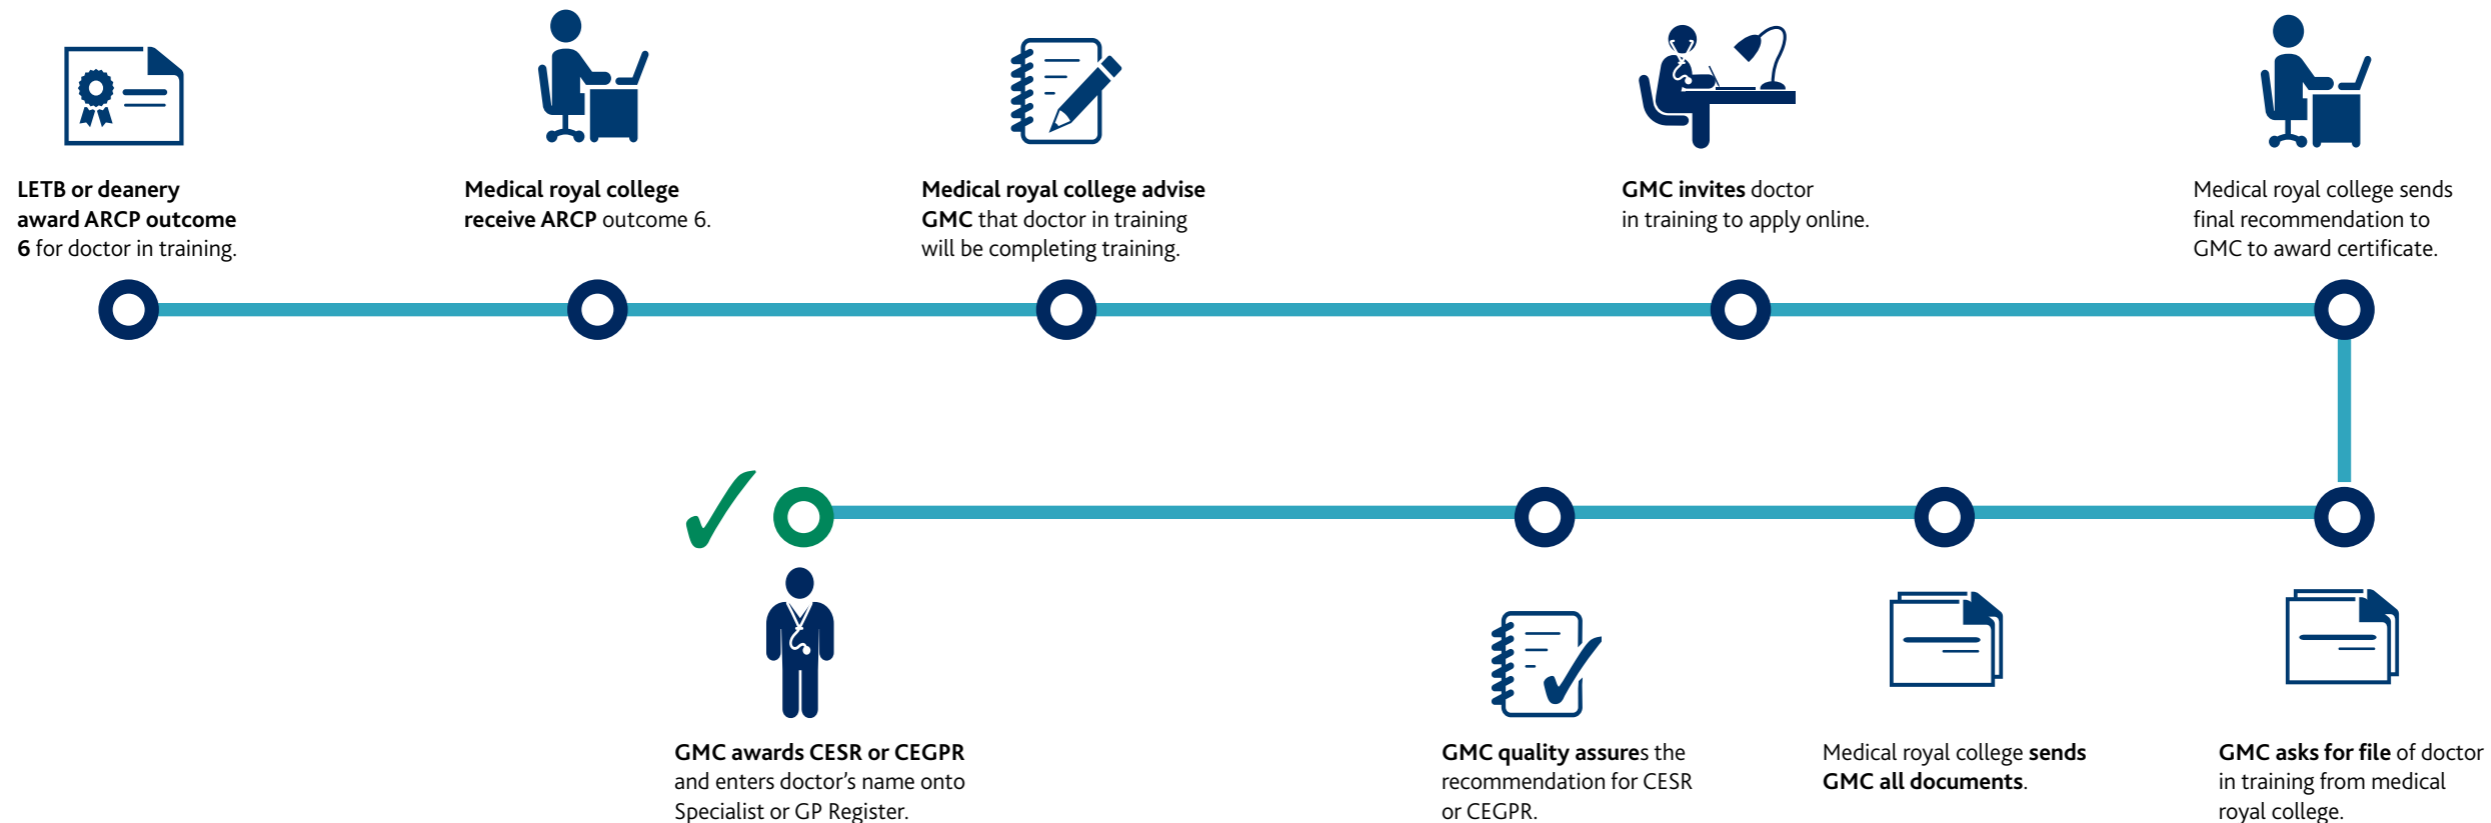 LETB or deanery
award ARCP outcome
6 for doctor in training.
Medical royal college
receive ARCP outcome 6.
Medical royal college advise
GMC that doctor in training
will be completing training.
GMC invites doctor
in training to apply online.
Medical royal college sends
final recommendation to
GMC to award certificate.
GMC awards CESR or CEGPR
and enters doctor’s name onto
Specialist or GP Register.
GMC quality assures the
recommendation for CESR
or CEGPR.
Medical royal college sends
GMC all documents.
GMC asks for file of doctor
in training from medical
royal college.